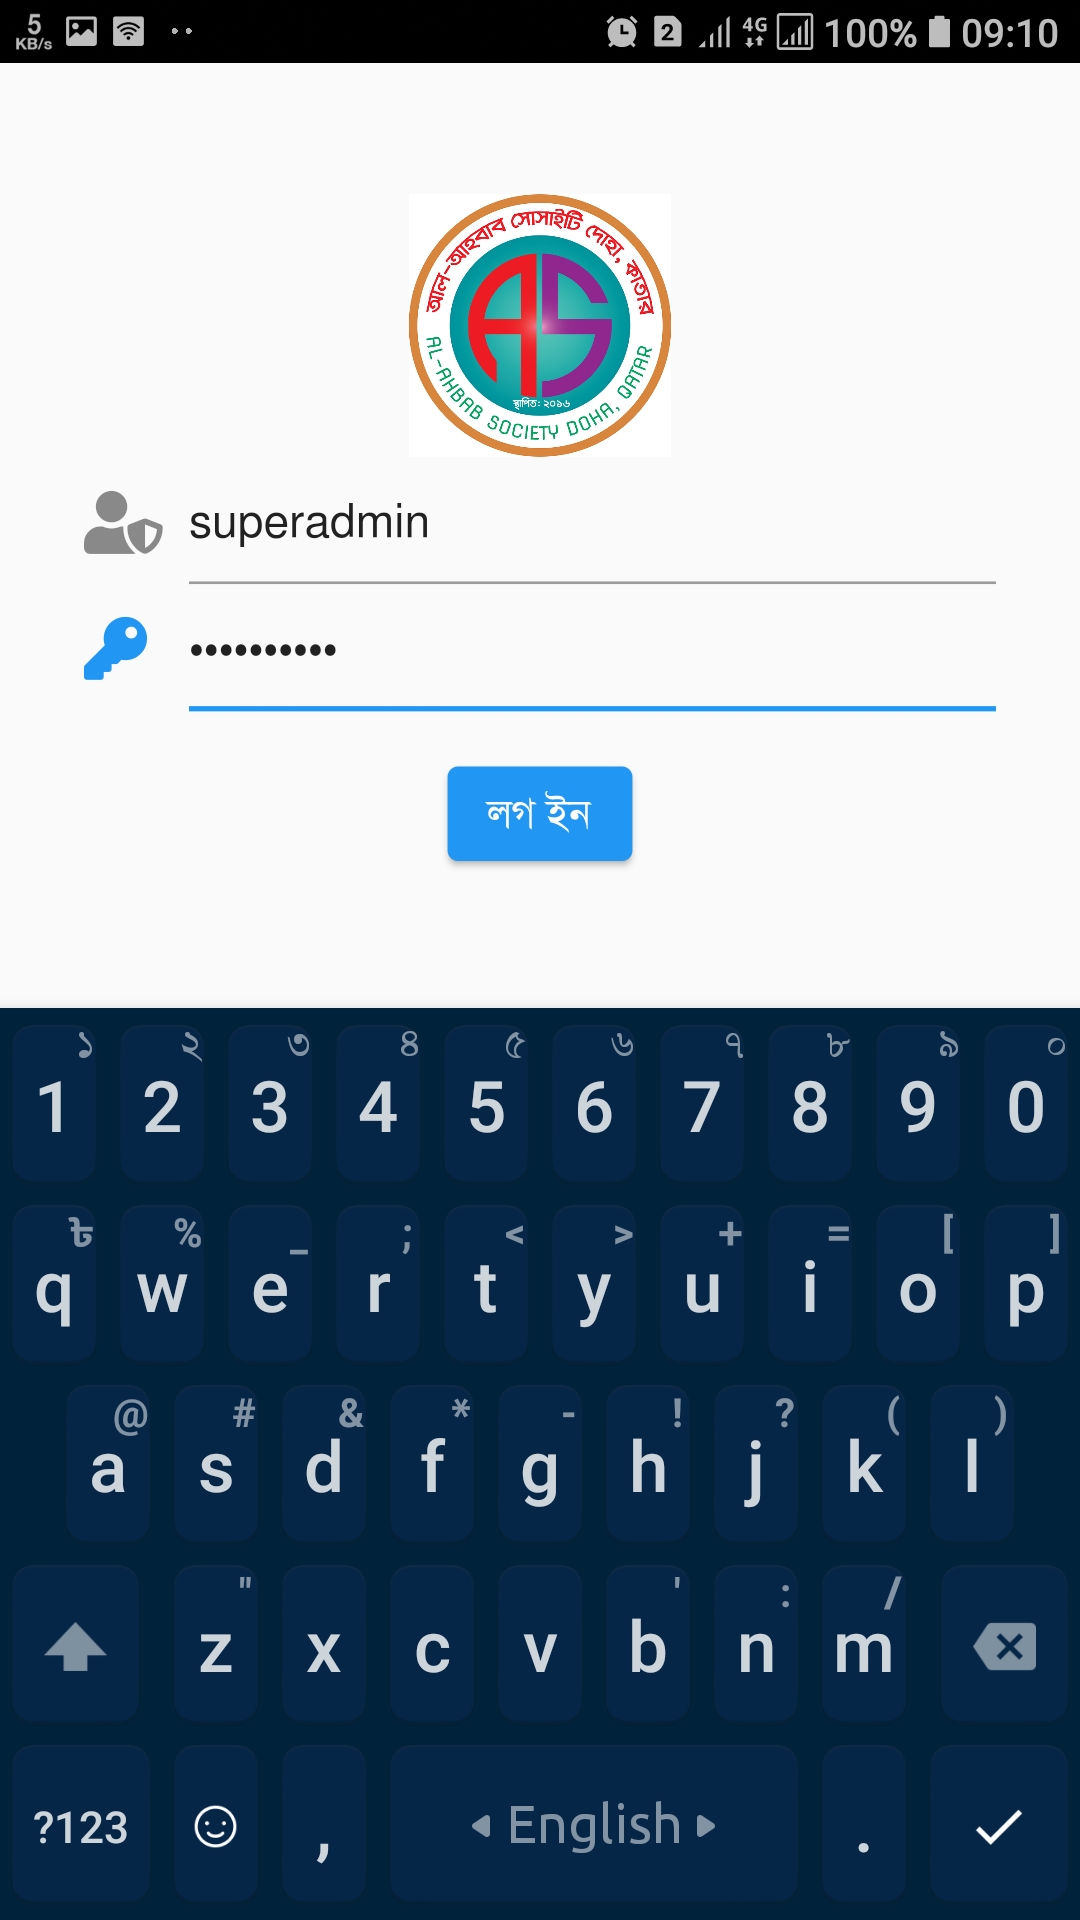 5
KB/s
2
4G
100%
09:10
আল-আহবাব সোসাইটি দোহা, কাতার
AS
স্থাপিত: ২০১৬
AL-AHBAB SOCIETY DOHA, QATAR
superadmin
••••••••••
লগ ইন
১ ২ ৩ ৪ ৫ ৬ ৭ ৮ ৯ ০
1 2 3 4 5 6 7 8 9 0
৳ % _ ; < > + = [ ]
q w e r t y u i o p
@ # & * - ! ? ( )
a s d f g h j k l
" ' : /
z x c v b n m
?123 , English .